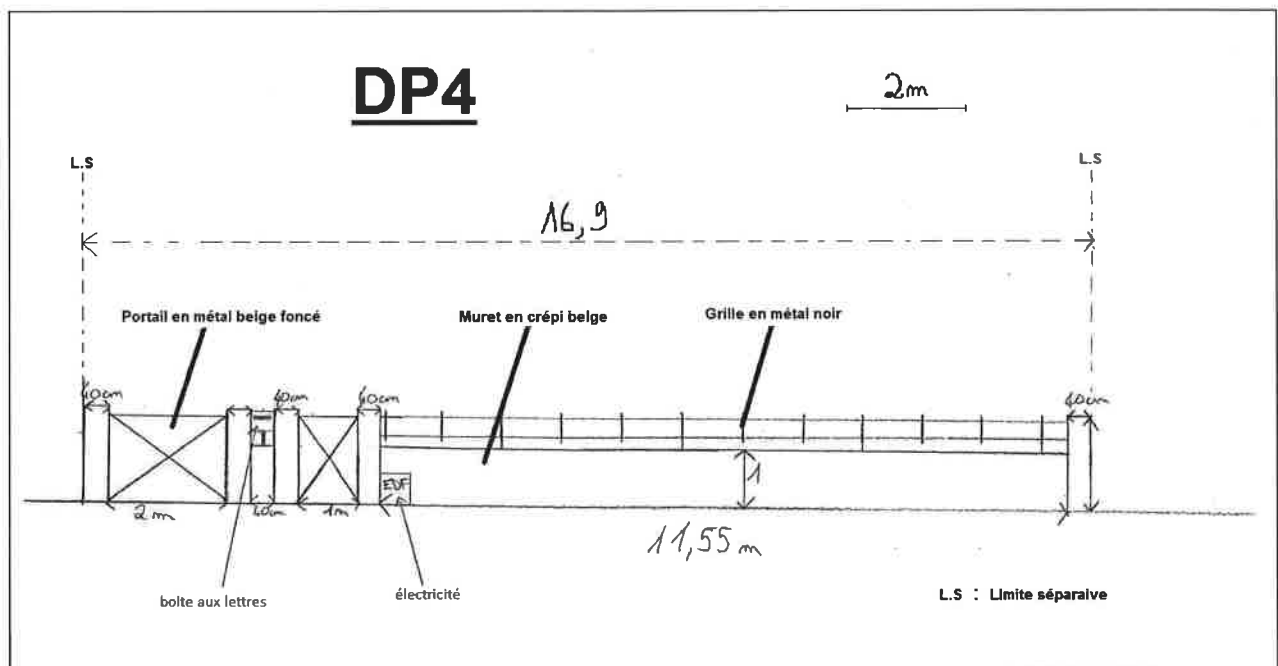 DP4
2m
L.S
L.S
16,9
Portail en métal beige foncé
Muret en crépi beige
Grille en métal noir
40cm
40cm
40cm
40cm
EDF
1
2m
40cm
1m
11,55 m
boite aux lettres
électricité
L.S : Limite séparaive